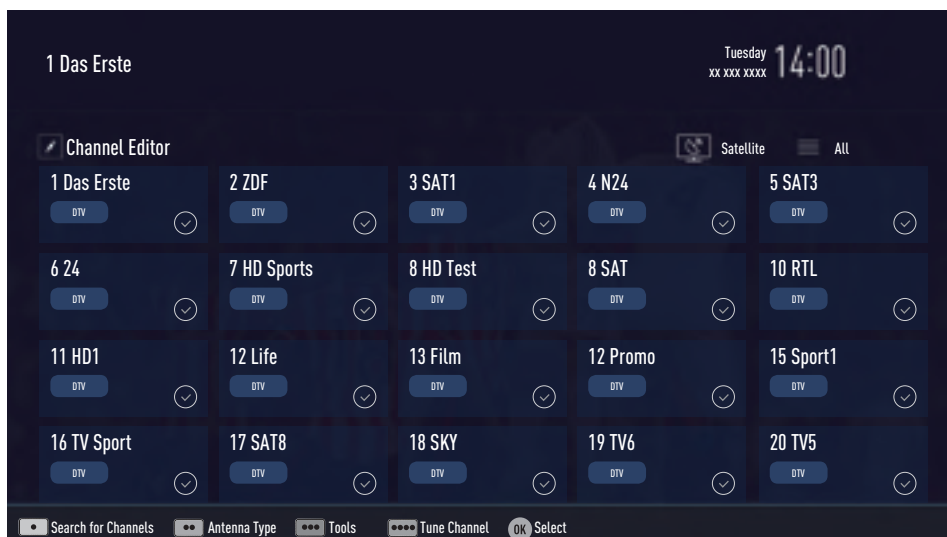 1 Das Erste
Tuesday
xx xxx xxxx
14:00
Channel Editor
Satellite
All
1 Das Erste
DTV
2 ZDF
DTV
3 SAT1
DTV
4 N24
DTV
5 SAT3
DTV
6 24
DTV
7 HD Sports
DTV
8 HD Test
DTV
8 SAT
DTV
10 RTL
DTV
11 HD1
DTV
12 Life
DTV
13 Film
DTV
12 Promo
DTV
15 Sport1
DTV
16 TV Sport
DTV
17 SAT8
DTV
18 SKY
DTV
19 TV6
DTV
20 TV5
DTV
Search for Channels
Antenna Type
Tools
Tune Channel
OK Select